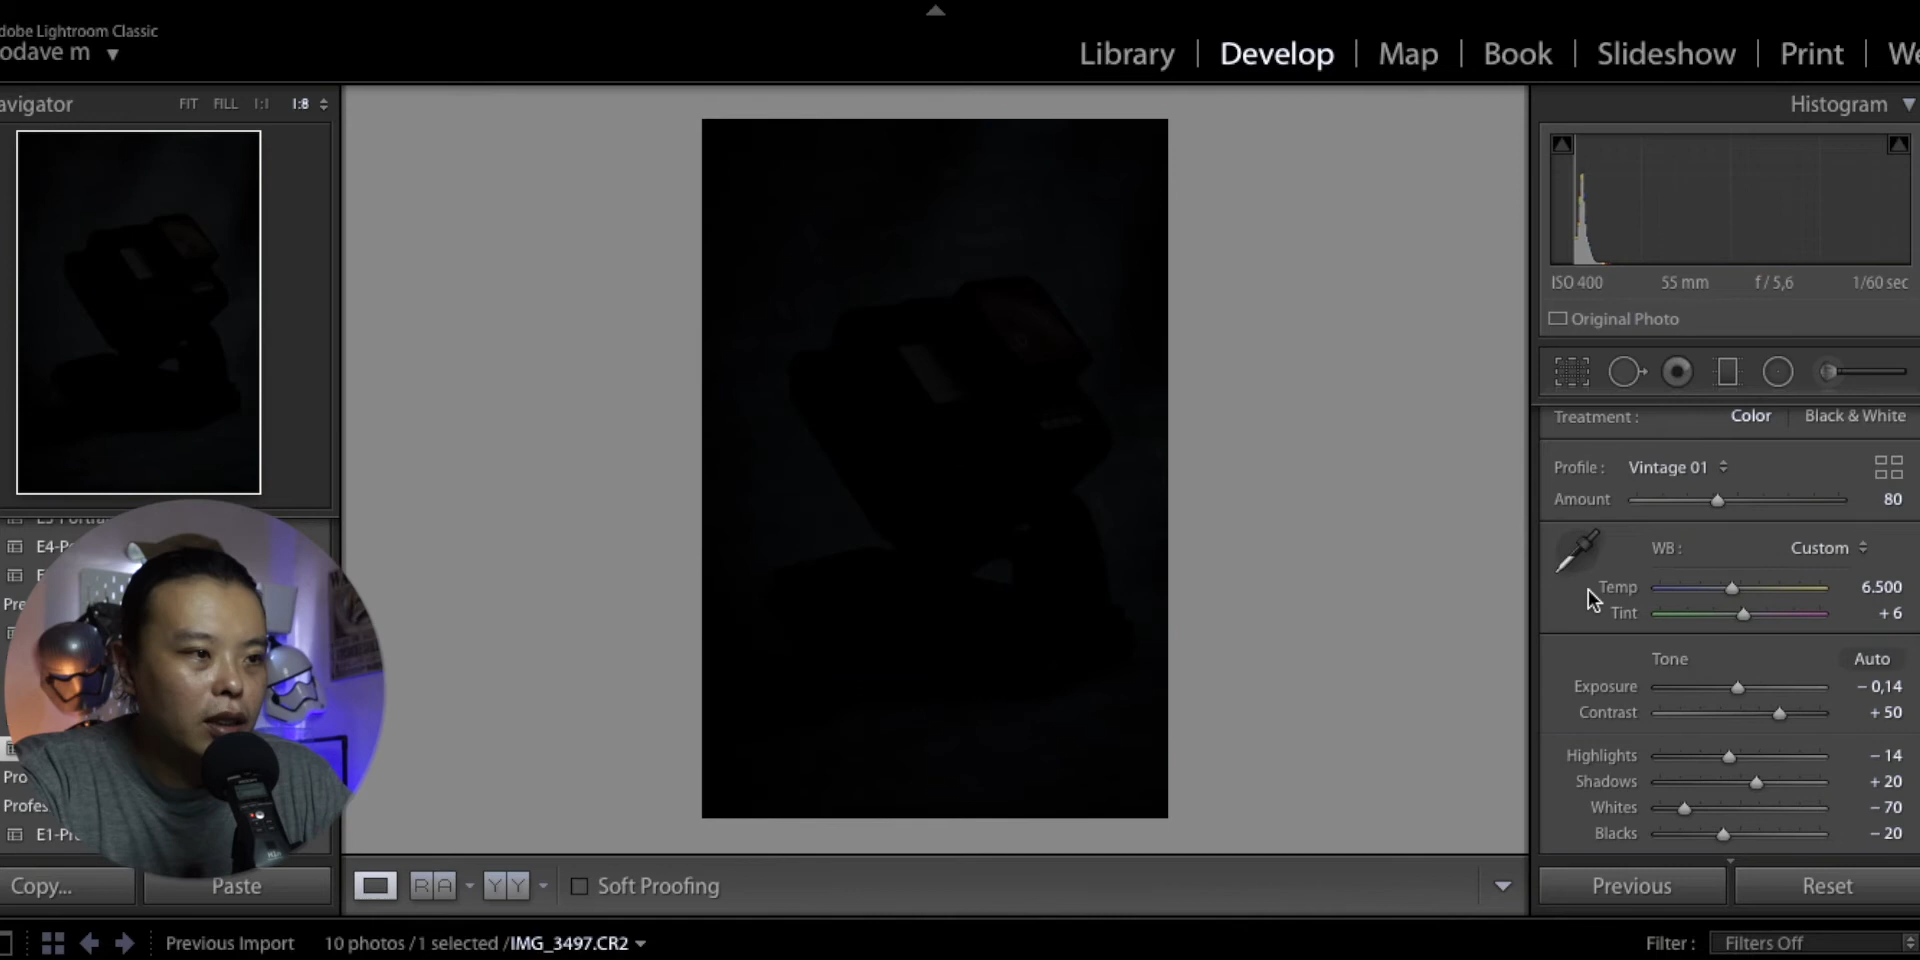 dobe Lightroom Classic
odave m
Library | Develop | Map | Book | Slideshow | Print | We
avigator FIT FILL 1:1 1:8
Histogram
ISO 400 55 mm f / 5,6 1/60 sec
Original Photo
Treatment : Color Black & White
Profile : Vintage 01
Amount 80
WB : Custom
Temp 6.500
Tint + 6
Tone Auto
Exposure − 0,14
Contrast + 50
Highlights − 14
Shadows + 20
Whites − 70
Blacks − 20
E4-P
Pre
Pro
Profes
E1-Pr
Copy... Paste
RA YY Soft Proofing
Previous Reset
Previous Import 10 photos / 1 selected / IMG_3497.CR2
Filter : Filters Off